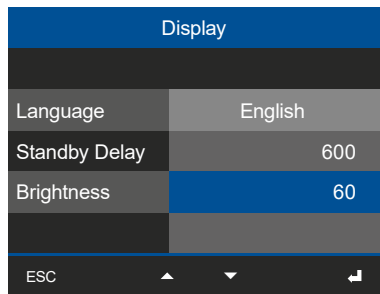 Display
Language English
Standby Delay 600
Brightness 60
ESC